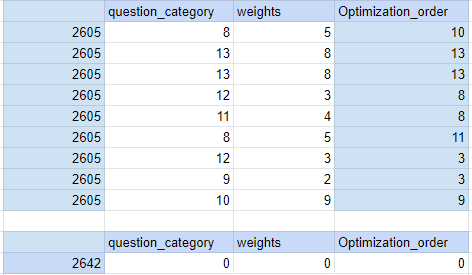 question_category weights Optimization_order
2605 8 5 10
2605 13 8 13
2605 13 8 13
2605 12 3 8
2605 11 4 8
2605 8 5 11
2605 12 3 3
2605 9 2 3
2605 10 9 9
question_category weights Optimization_order
2642 0 0 0